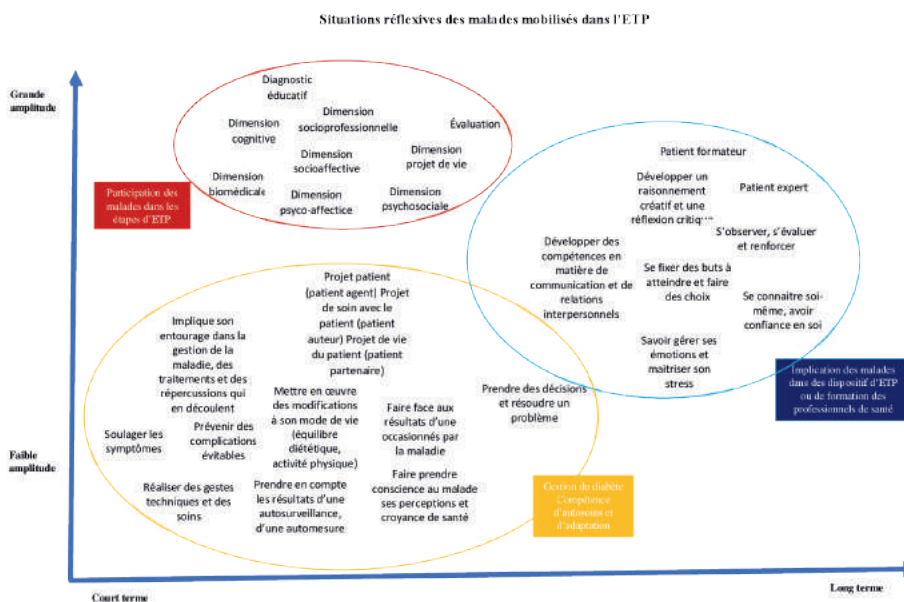 Situations réflexives des malades mobilisés dans l'ETP
Grande
amplitude
Diagnostic
éducatif
Dimension
cognitive
Dimension
socioprofessionnelle
Évaluation
Dimension
socioaffective
Dimension
projet de vie
Dimension
biomédicale
Dimension
psyco-affectice
Dimension
psychosociale
Participation des
malades dans les
étapes d'ETP
Patient formateur
Développer un
raisonnement
créatif et une
réflexion critique
Patient expert
S'observer, s'évaluer
et renforcer
Développer des
compétences en
matière de
communication et de
relations
interpersonnels
Se fixer des buts à
atteindre et faire
des choix
Se connaitre soi-
même, avoir
confiance en soi
Savoir gérer ses
émotions et
maitriser son
stress
Implication des malades
dans des dispositif d'ETP
ou de formation des
professionnels de santé
Projet patient
(patient agent) Projet
de soin avec le
patient (patient
auteur) Projet de vie
du patient (patient
partenaire)
Implique son
entourage dans la
gestion de la
maladie, des
traitements et des
répercussions qui
en découlent
Prendre des décisions
et résoudre un
problème
Mettre en œuvre
des modifications
à son mode de vie
(équilibre
diététique,
activité physique)
Faire face aux
résultats d'une
occasionnés par
la maladie
Soulager les
symptômes
Prévenir des
complications
évitables
Faible
amplitude
Réaliser des gestes
techniques et des
soins
Prendre en compte
les résultats d'une
autosurveillance,
d'une automesure
Faire prendre
conscience au malade
ses perceptions et
croyance de santé
Gestion du diabète
Compétence
d'autosoins et
d'adaptation
Court terme
Long terme